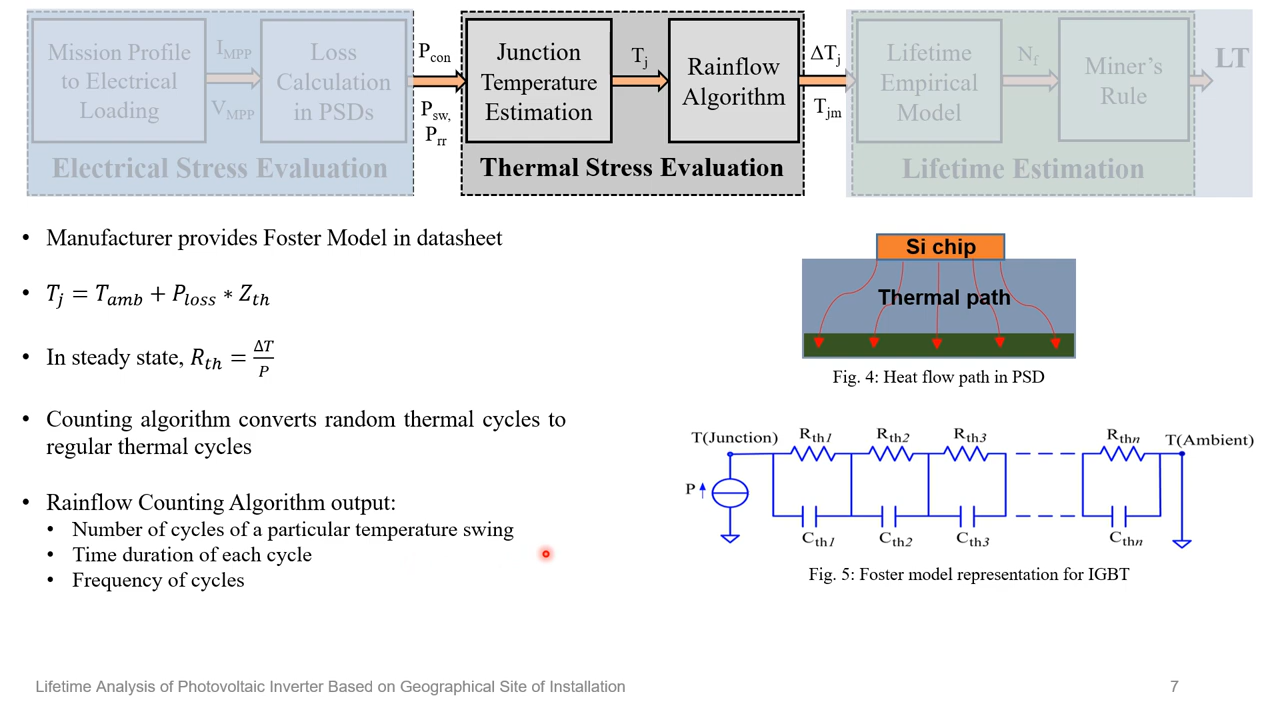 Mission Profile
to Electrical
Loading
I_MPP
V_MPP
Loss
Calculation
in PSDs
Electrical Stress Evaluation
P_con
P_sw,
P_rr
Junction
Temperature
Estimation
T_j
Rainflow
Algorithm
Thermal Stress Evaluation
ΔT_j
T_jm
Lifetime
Empirical
Model
N_f
Miner's
Rule
Lifetime Estimation
LT
• Manufacturer provides Foster Model in datasheet
• T_j = T_amb + P_loss * Z_th
• In steady state, R_th = ΔT/P
• Counting algorithm converts random thermal cycles to
regular thermal cycles
• Rainflow Counting Algorithm output:
• Number of cycles of a particular temperature swing
• Time duration of each cycle
• Frequency of cycles
Si chip
Thermal path
Fig. 4: Heat flow path in PSD
T(Junction)
R_th1
R_th2
R_th3
R_thn
T(Ambient)
P
C_th1
C_th2
C_th3
C_thn
Fig. 5: Foster model representation for IGBT
Lifetime Analysis of Photovoltaic Inverter Based on Geographical Site of Installation
7